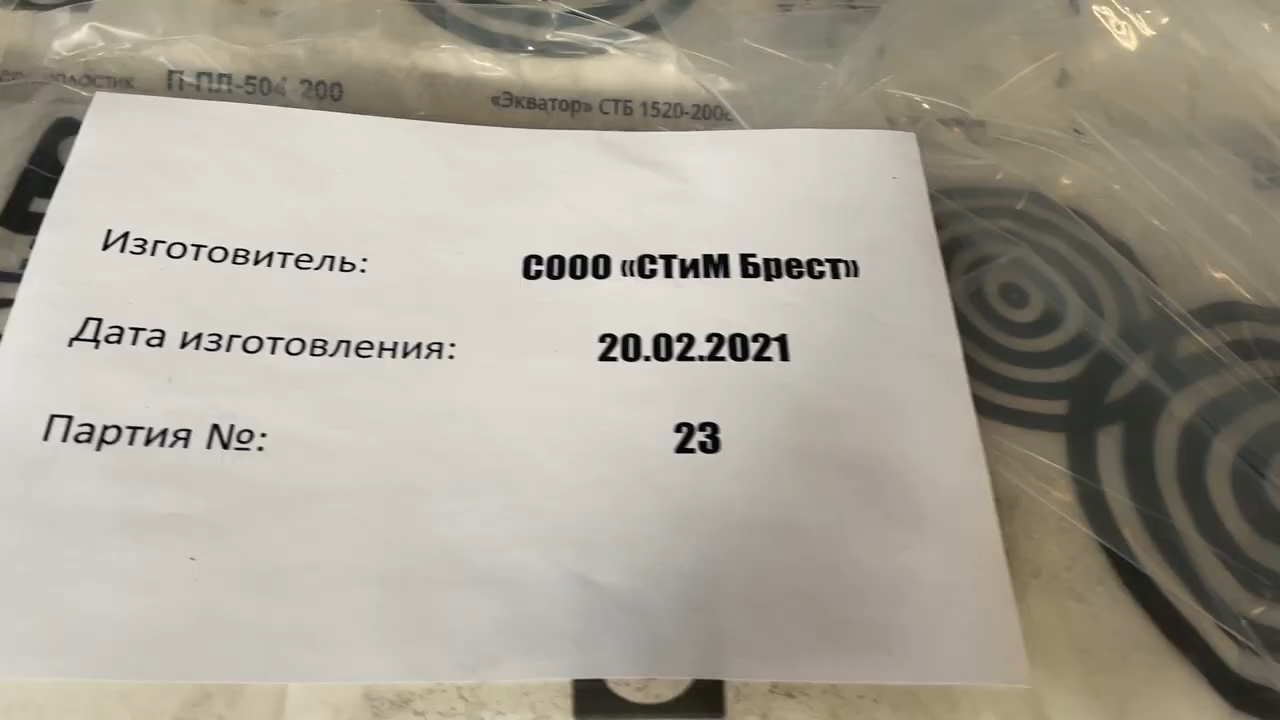 П-ПЛ-504 200
«Экватор» СТБ 1520-200
Изготовитель: СООО «СТиМ Брест»
Дата изготовления: 20.02.2021
Партия №: 23